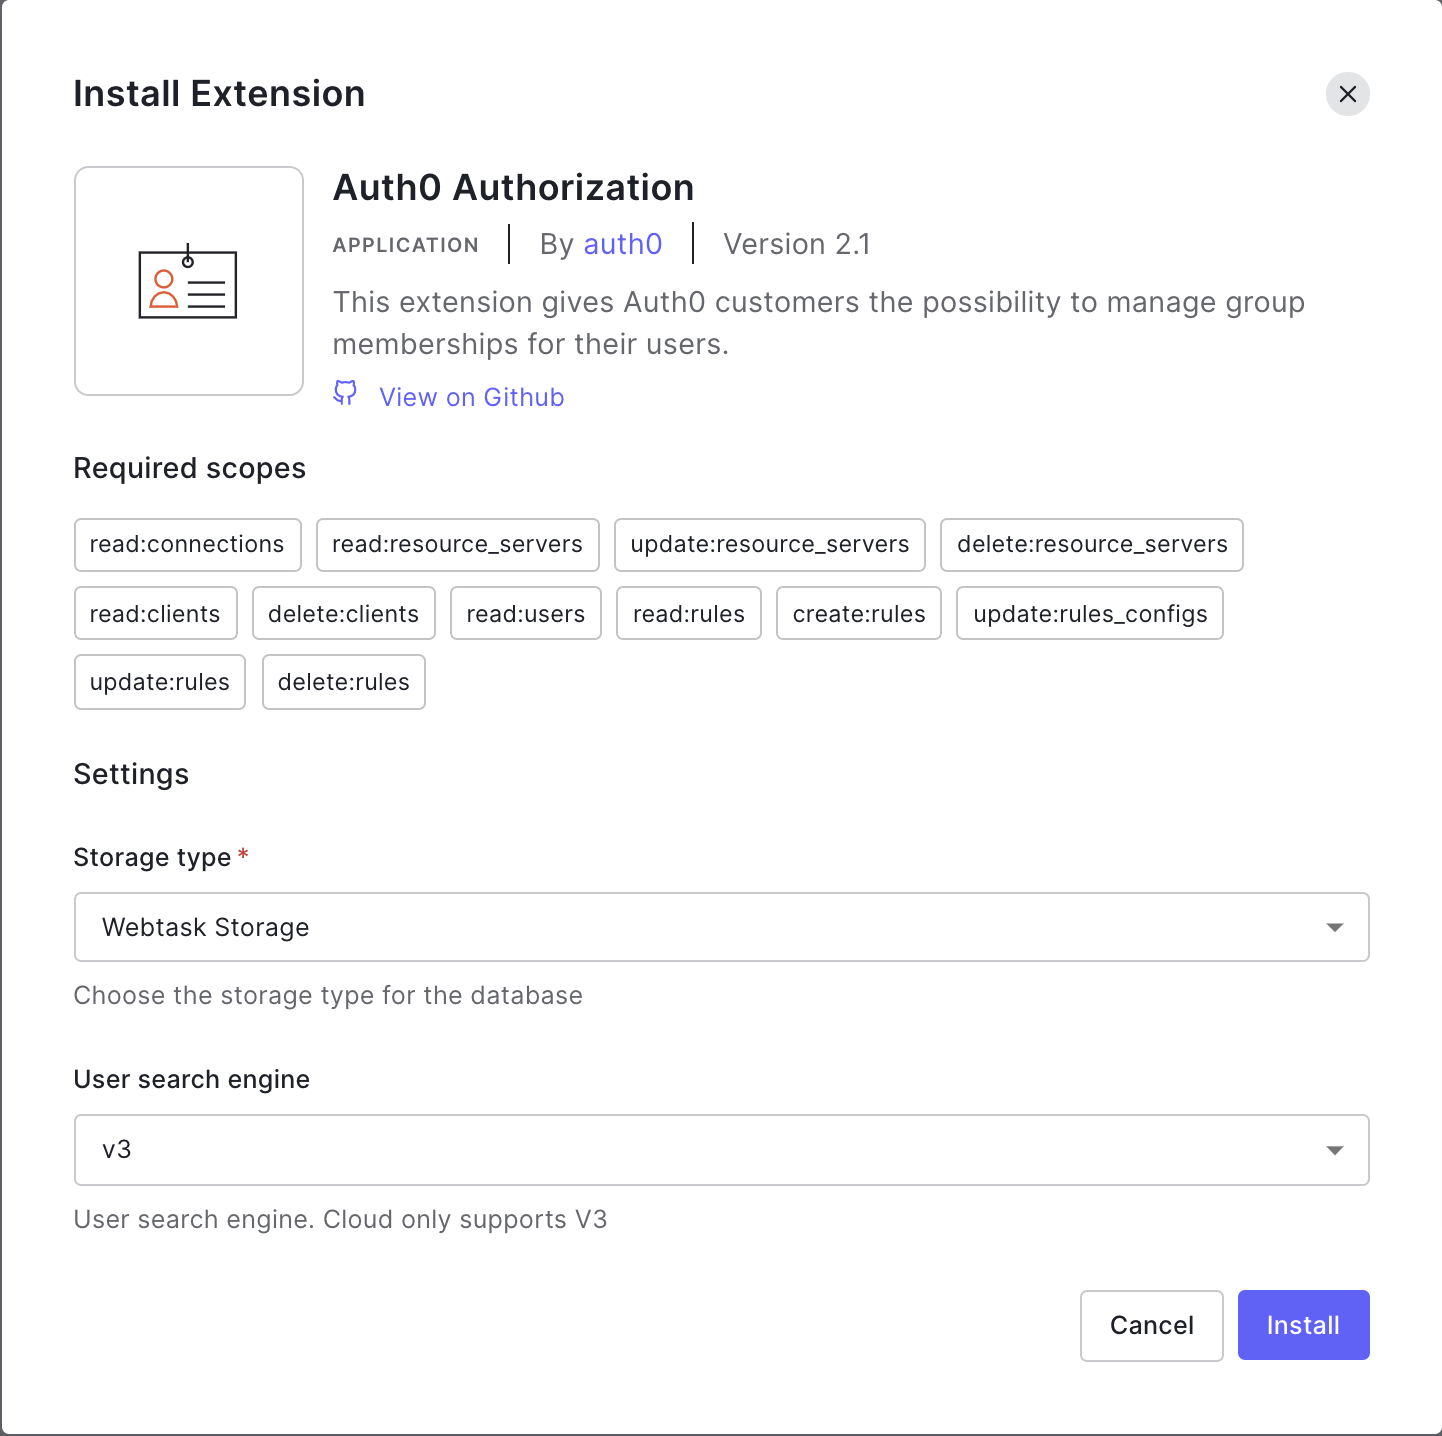 Install Extension
Auth0 Authorization
APPLICATION By auth0 Version 2.1
This extension gives Auth0 customers the possibility to manage group
memberships for their users.
View on Github
Required scopes
read:connections read:resource_servers update:resource_servers delete:resource_servers
read:clients delete:clients read:users read:rules create:rules update:rules_configs
update:rules delete:rules
Settings
Storage type *
Webtask Storage
Choose the storage type for the database
User search engine
v3
User search engine. Cloud only supports V3
Cancel Install